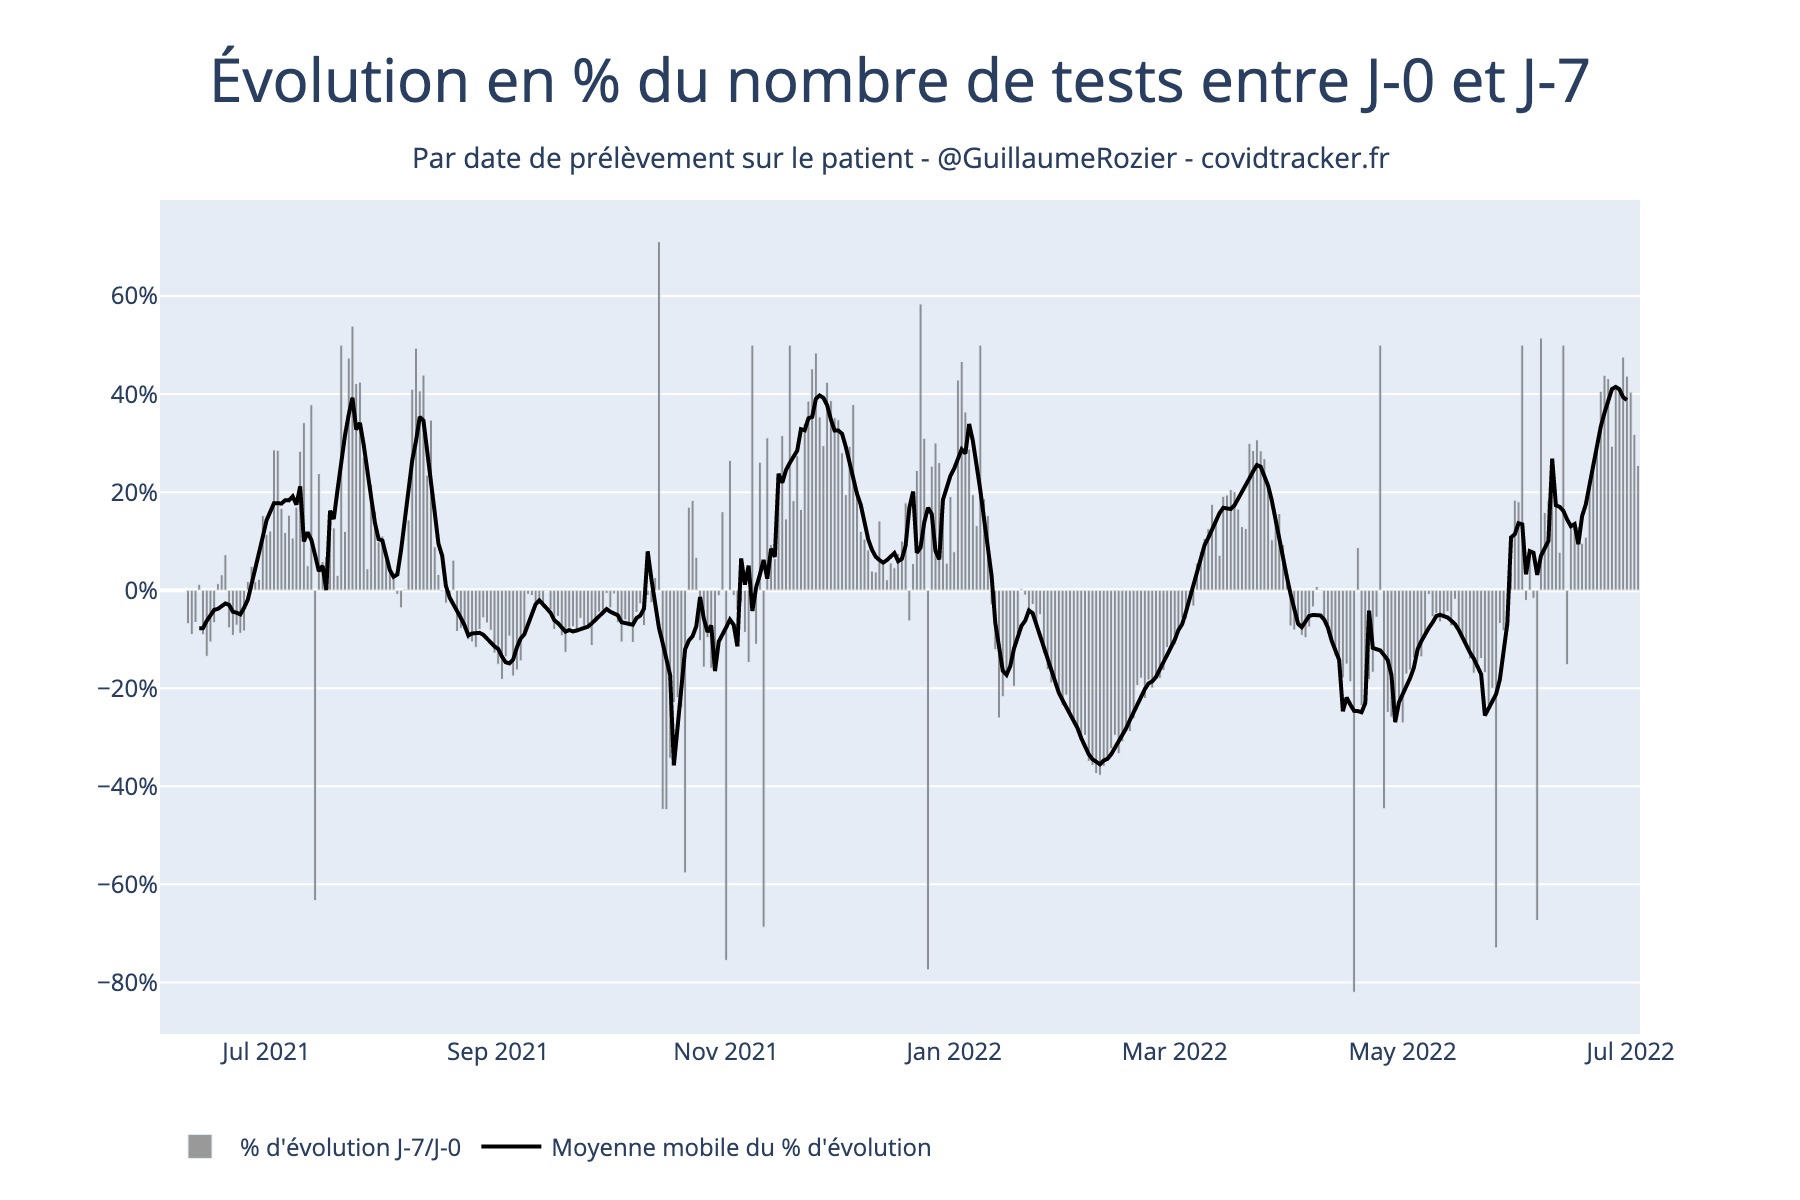 Évolution en % du nombre de tests entre J-0 et J-7
Par date de prélèvement sur le patient - @GuillaumeRozier - covidtracker.fr
60%
40%
20%
0%
−20%
−40%
−60%
−80%
Jul 2021 Sep 2021 Nov 2021 Jan 2022 Mar 2022 May 2022 Jul 2022
% d'évolution J-7/J-0 Moyenne mobile du % d'évolution